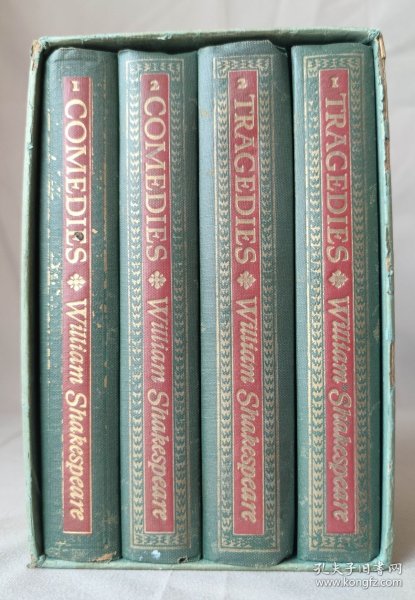 1 COMEDIES William Shakespeare
2 COMEDIES William Shakespeare
2 TRAGEDIES William Shakespeare
1 TRAGEDIES William Shakespeare
孔夫子旧书网
www.kongfz.com